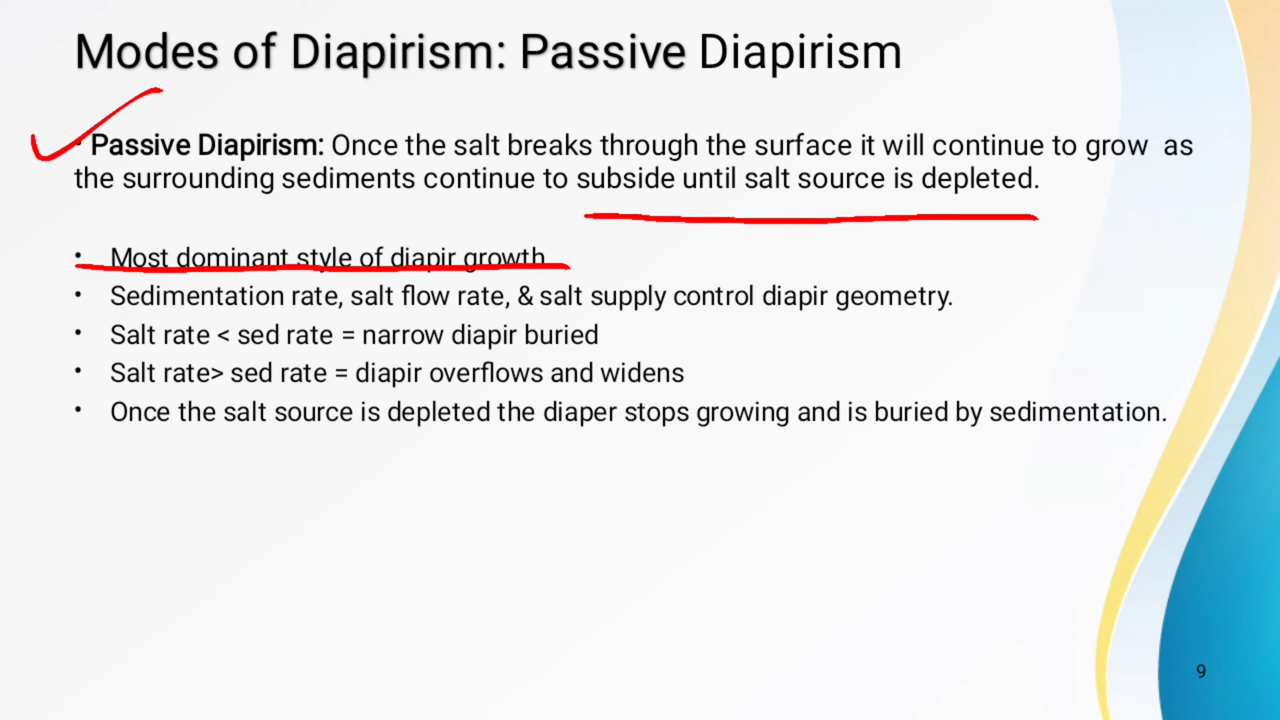 Modes of Diapirism: Passive Diapirism
• Passive Diapirism: Once the salt breaks through the surface it will continue to grow as
the surrounding sediments continue to subside until salt source is depleted.
• Most dominant style of diapir growth
• Sedimentation rate, salt flow rate, & salt supply control diapir geometry.
• Salt rate < sed rate = narrow diapir buried
• Salt rate> sed rate = diapir overflows and widens
• Once the salt source is depleted the diaper stops growing and is buried by sedimentation.
9